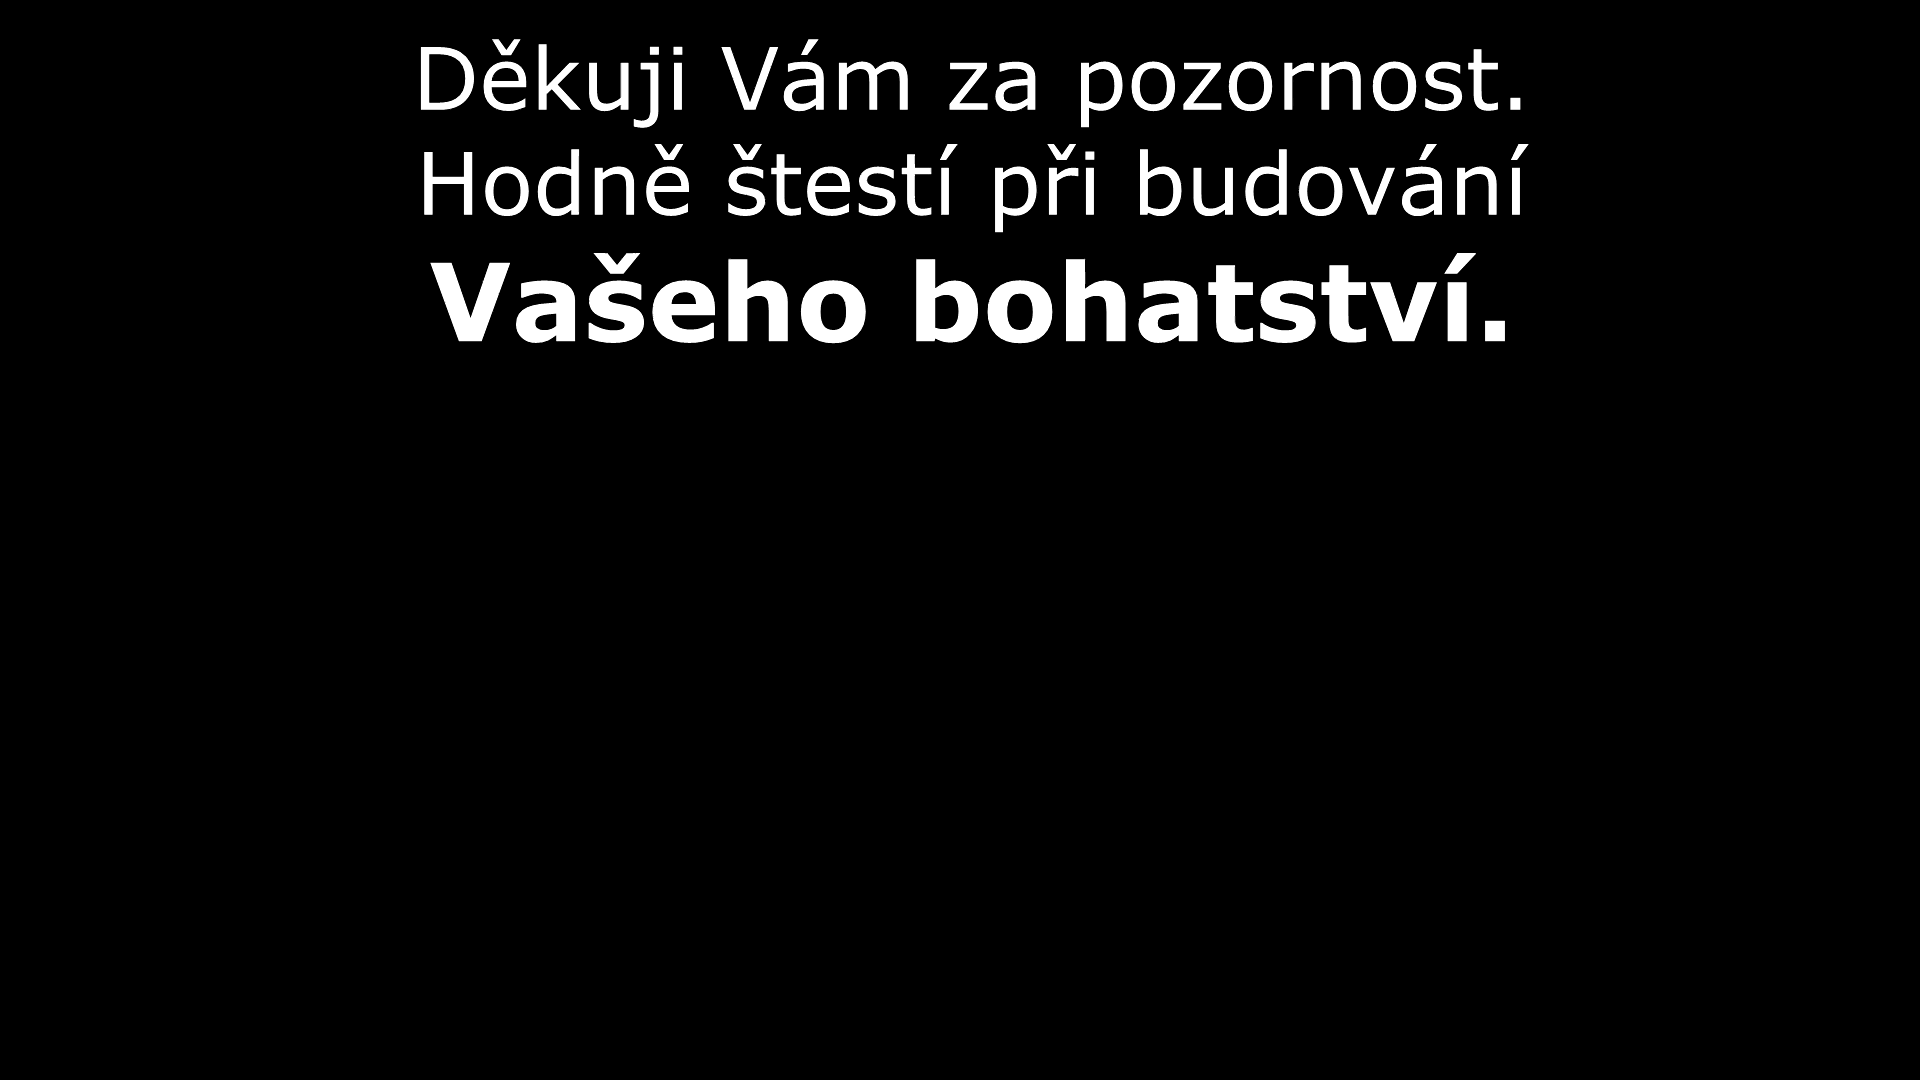 Děkuji Vám za pozornost.
Hodně štestí při budování
Vašeho bohatství.